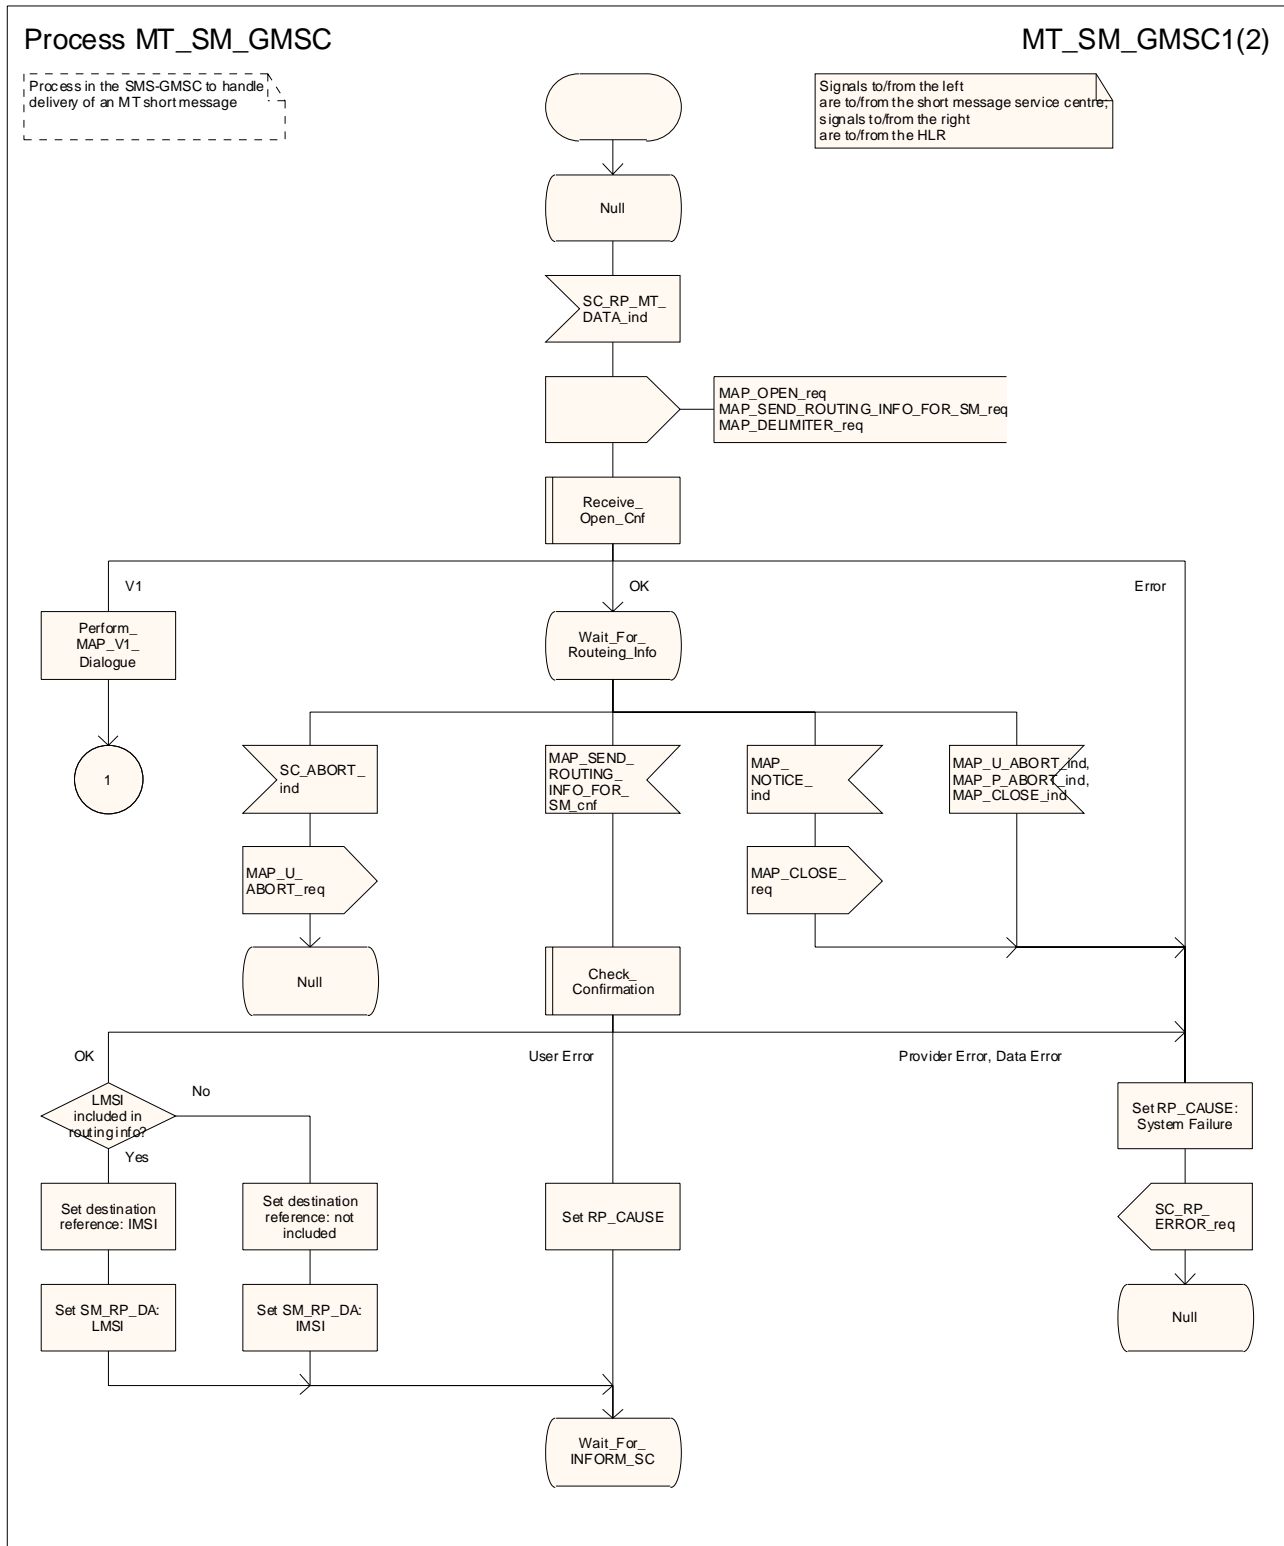 Process MT_SM_GMSC
MT_SM_GMSC1(2)
Process in the SMS-GMSC to handle
delivery of an MT short message
Signals to/from the left
are to/from the short message service centre;
signals to/from the right
are to/from the HLR
Null
SC_RP_MT_
DATA_ind
MAP_OPEN_req
MAP_SEND_ROUTING_INFO_FOR_SM_req
MAP_DELIMITER_req
Receive_
Open_Cnf
V1
OK
Error
Perform_
MAP_V1_
Dialogue
Wait_For_
Routeing_Info
1
SC_ABORT_
ind
MAP_SEND_
ROUTING_
INFO_FOR_
SM_cnf
MAP_
NOTICE_
ind
MAP_U_ABORT_ind,
MAP_P_ABORT_ind,
MAP_CLOSE_ind
MAP_U_
ABORT_req
MAP_CLOSE_
req
Null
Check_
Confirmation
OK
User Error
Provider Error, Data Error
LMSI
included in
routing info?
No
Yes
Set RP_CAUSE:
System Failure
Set destination
reference: IMSI
Set destination
reference: not
included
Set RP_CAUSE
SC_RP_
ERROR_req
Set SM_RP_DA:
LMSI
Set SM_RP_DA:
IMSI
Null
Wait_For_
INFORM_SC